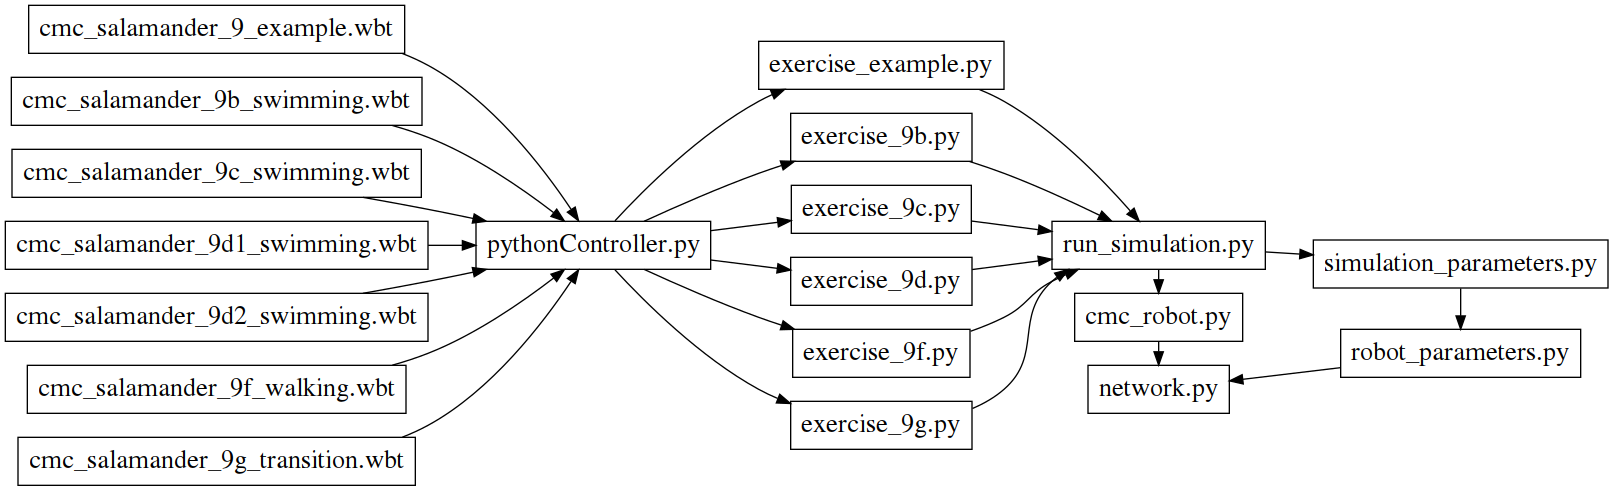 cmc_salamander_9_example.wbt
cmc_salamander_9b_swimming.wbt
cmc_salamander_9c_swimming.wbt
cmc_salamander_9d1_swimming.wbt
cmc_salamander_9d2_swimming.wbt
cmc_salamander_9f_walking.wbt
cmc_salamander_9g_transition.wbt
pythonController.py
exercise_example.py
exercise_9b.py
exercise_9c.py
exercise_9d.py
exercise_9f.py
exercise_9g.py
run_simulation.py
cmc_robot.py
network.py
simulation_parameters.py
robot_parameters.py